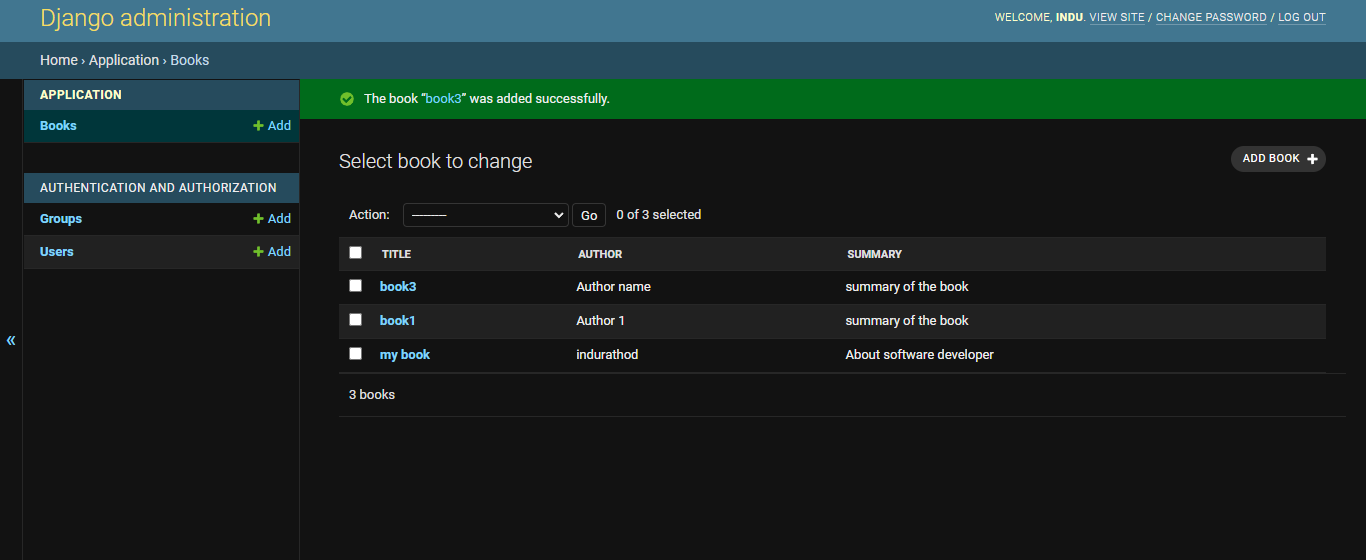 Django administration
WELCOME, INDU. VIEW SITE / CHANGE PASSWORD / LOG OUT
Home › Application › Books
APPLICATION
Books + Add
AUTHENTICATION AND AUTHORIZATION
Groups + Add
Users + Add
«
The book “book3” was added successfully.
Select book to change
ADD BOOK +
Action: --------- Go 0 of 3 selected
TITLE AUTHOR SUMMARY
book3 Author name summary of the book
book1 Author 1 summary of the book
my book indurathod About software developer
3 books